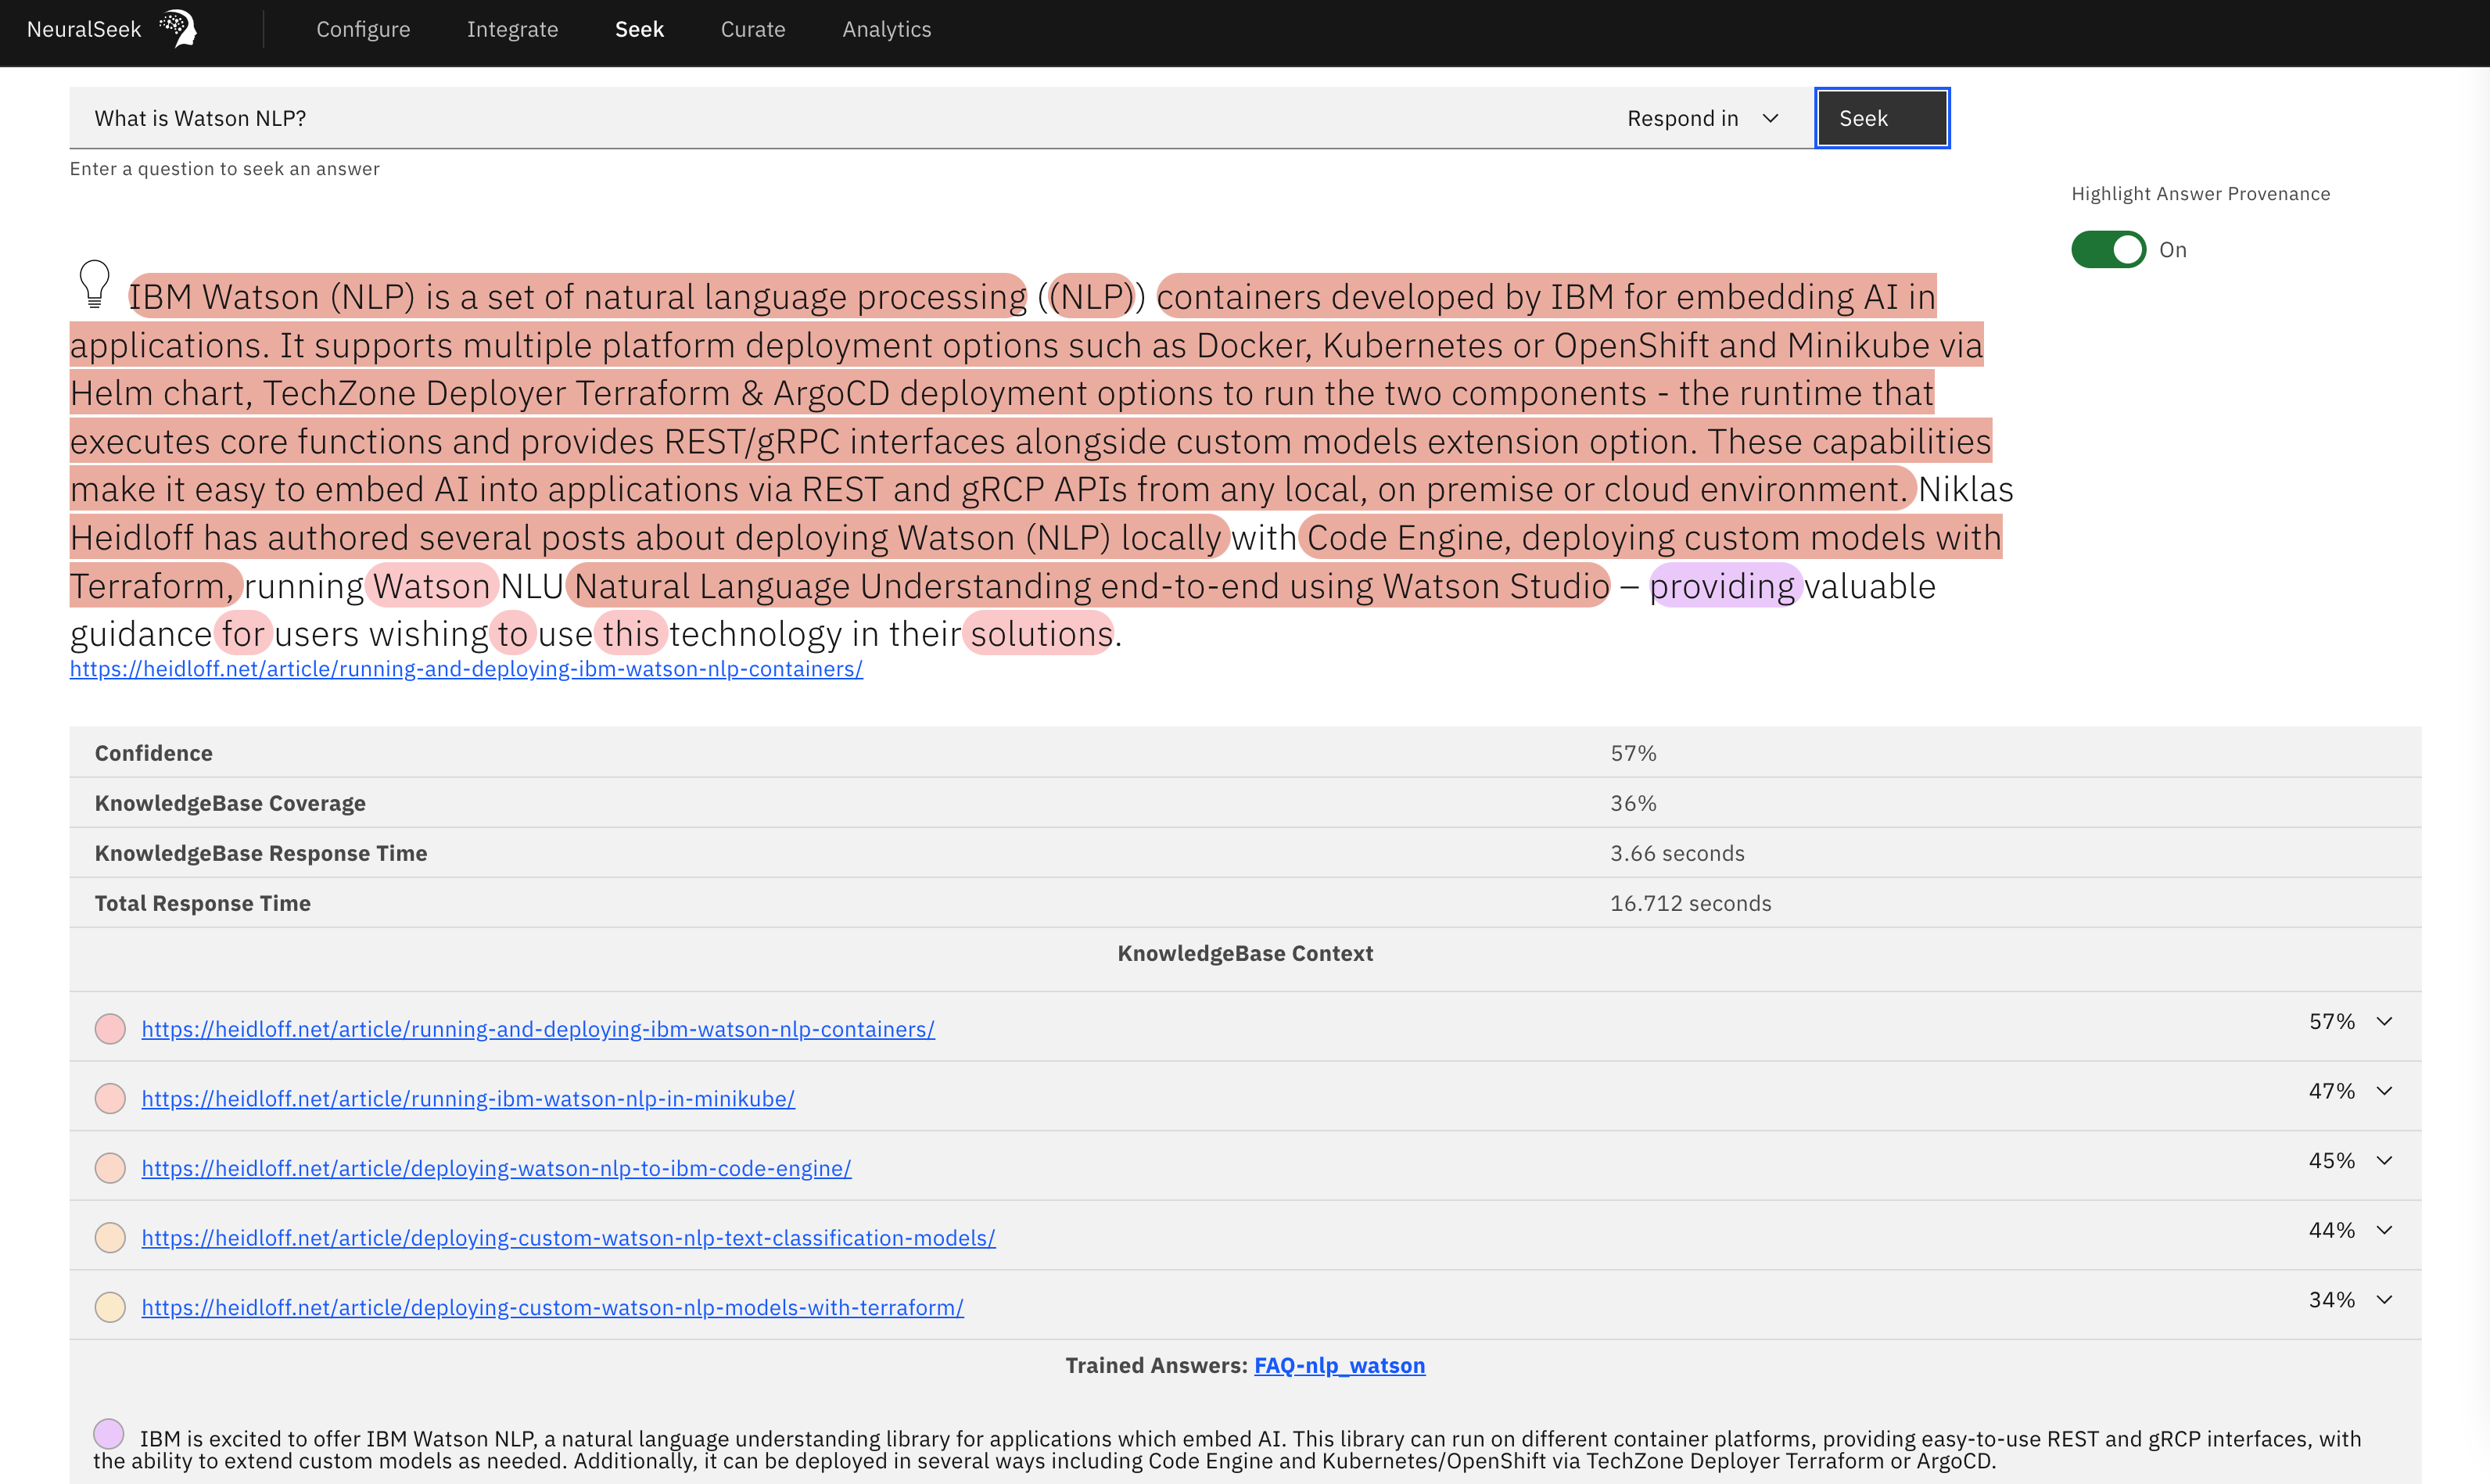 NeuralSeek Configure Integrate Seek Curate Analytics
What is Watson NLP? Respond in Seek
Enter a question to seek an answer
Highlight Answer Provenance
On
IBM Watson (NLP) is a set of natural language processing ((NLP)) containers developed by IBM for embedding AI in
applications. It supports multiple platform deployment options such as Docker, Kubernetes or OpenShift and Minikube via
Helm chart, TechZone Deployer Terraform & ArgoCD deployment options to run the two components - the runtime that
executes core functions and provides REST/gRPC interfaces alongside custom models extension option. These capabilities
make it easy to embed AI into applications via REST and gRCP APIs from any local, on premise or cloud environment. Niklas
Heidloff has authored several posts about deploying Watson (NLP) locally with Code Engine, deploying custom models with
Terraform, running Watson NLU Natural Language Understanding end-to-end using Watson Studio – providing valuable
guidance for users wishing to use this technology in their solutions.
https://heidloff.net/article/running-and-deploying-ibm-watson-nlp-containers/
Confidence 57%
KnowledgeBase Coverage 36%
KnowledgeBase Response Time 3.66 seconds
Total Response Time 16.712 seconds
KnowledgeBase Context
https://heidloff.net/article/running-and-deploying-ibm-watson-nlp-containers/ 57%
https://heidloff.net/article/running-ibm-watson-nlp-in-minikube/ 47%
https://heidloff.net/article/deploying-watson-nlp-to-ibm-code-engine/ 45%
https://heidloff.net/article/deploying-custom-watson-nlp-text-classification-models/ 44%
https://heidloff.net/article/deploying-custom-watson-nlp-models-with-terraform/ 34%
Trained Answers: FAQ-nlp_watson
IBM is excited to offer IBM Watson NLP, a natural language understanding library for applications which embed AI. This library can run on different container platforms, providing easy-to-use REST and gRCP interfaces, with
the ability to extend custom models as needed. Additionally, it can be deployed in several ways including Code Engine and Kubernetes/OpenShift via TechZone Deployer Terraform or ArgoCD.